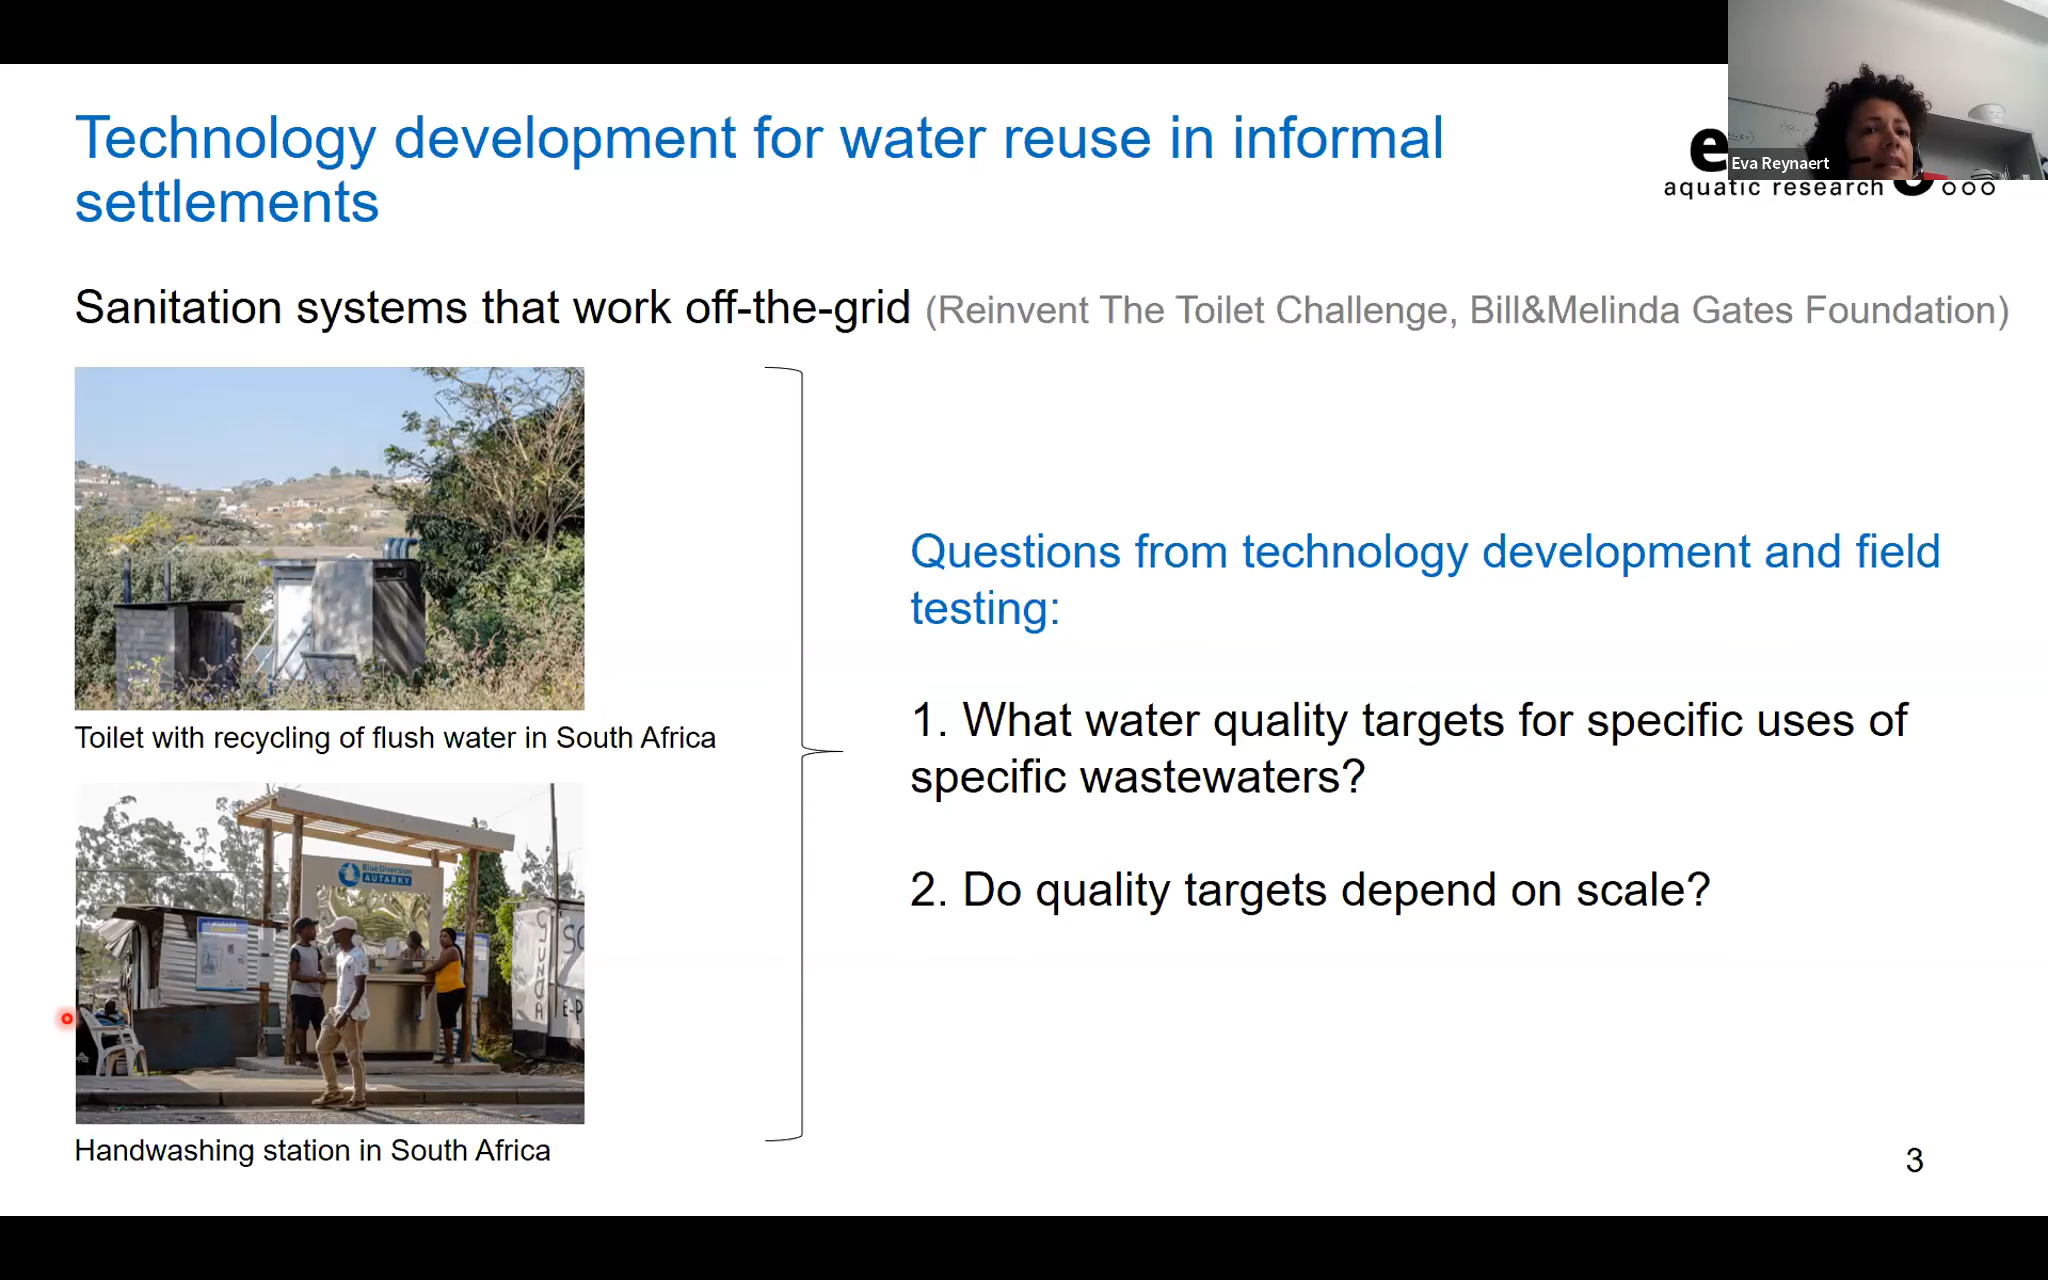 Technology development for water reuse in informal
settlements
Eva Reynaert
aquatic research
Sanitation systems that work off-the-grid (Reinvent The Toilet Challenge, Bill&Melinda Gates Foundation)
Toilet with recycling of flush water in South Africa
BlueDiversion
AUTARKY
Handwashing station in South Africa
Questions from technology development and field
testing:
1. What water quality targets for specific uses of
specific wastewaters?
2. Do quality targets depend on scale?
3